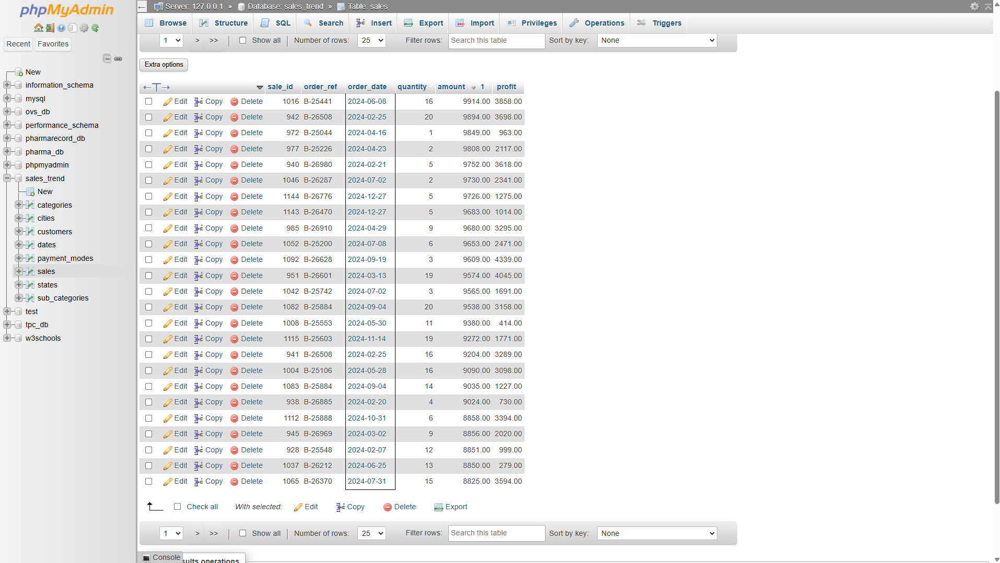 phpMyAdmin
Recent Favorites
New
information_schema
mysql
ovs_db
performance_schema
pharmarecord_db
pharma_db
phpmyadmin
sales_trend
New
categories
cities
customers
dates
payment_modes
sales
states
sub_categories
test
tpc_db
w3schools
Server: 127.0.0.1 » Database: sales_trend » Table: sales
Browse Structure SQL Search Insert Export Import Privileges Operations Triggers
1 > >> Show all Number of rows: 25 Filter rows: Search this table Sort by key: None
Extra options
sale_id order_ref order_date quantity amount 1 profit
Edit Copy Delete 1016 B-25441 2024-06-08 16 9914.00 3858.00
Edit Copy Delete 942 B-26508 2024-02-25 20 9894.00 3698.00
Edit Copy Delete 972 B-25044 2024-04-16 1 9849.00 963.00
Edit Copy Delete 977 B-25226 2024-04-23 2 9808.00 2117.00
Edit Copy Delete 940 B-26980 2024-02-21 5 9752.00 3618.00
Edit Copy Delete 1046 B-26287 2024-07-02 2 9730.00 2341.00
Edit Copy Delete 1144 B-26776 2024-12-27 5 9726.00 1275.00
Edit Copy Delete 1143 B-26470 2024-12-27 5 9683.00 1014.00
Edit Copy Delete 985 B-26910 2024-04-29 9 9680.00 3295.00
Edit Copy Delete 1052 B-25200 2024-07-08 6 9653.00 2471.00
Edit Copy Delete 1092 B-26628 2024-09-19 3 9609.00 4339.00
Edit Copy Delete 951 B-26601 2024-03-13 19 9574.00 4045.00
Edit Copy Delete 1042 B-25742 2024-07-02 3 9565.00 1691.00
Edit Copy Delete 1082 B-25884 2024-09-04 20 9538.00 3158.00
Edit Copy Delete 1008 B-25553 2024-05-30 11 9380.00 414.00
Edit Copy Delete 1115 B-25603 2024-11-14 19 9272.00 1771.00
Edit Copy Delete 941 B-26508 2024-02-25 16 9204.00 3289.00
Edit Copy Delete 1004 B-25106 2024-05-28 16 9090.00 3098.00
Edit Copy Delete 1083 B-25884 2024-09-04 14 9035.00 1227.00
Edit Copy Delete 938 B-26885 2024-02-20 4 9024.00 730.00
Edit Copy Delete 1112 B-25888 2024-10-31 6 8858.00 3394.00
Edit Copy Delete 945 B-26969 2024-03-02 9 8856.00 2020.00
Edit Copy Delete 928 B-25548 2024-02-07 12 8851.00 999.00
Edit Copy Delete 1037 B-26212 2024-06-25 13 8850.00 279.00
Edit Copy Delete 1065 B-26370 2024-07-31 15 8825.00 3594.00
Check all With selected: Edit Copy Delete Export
1 > >> Show all Number of rows: 25 Filter rows: Search this table Sort by key: None
Console
sults operations